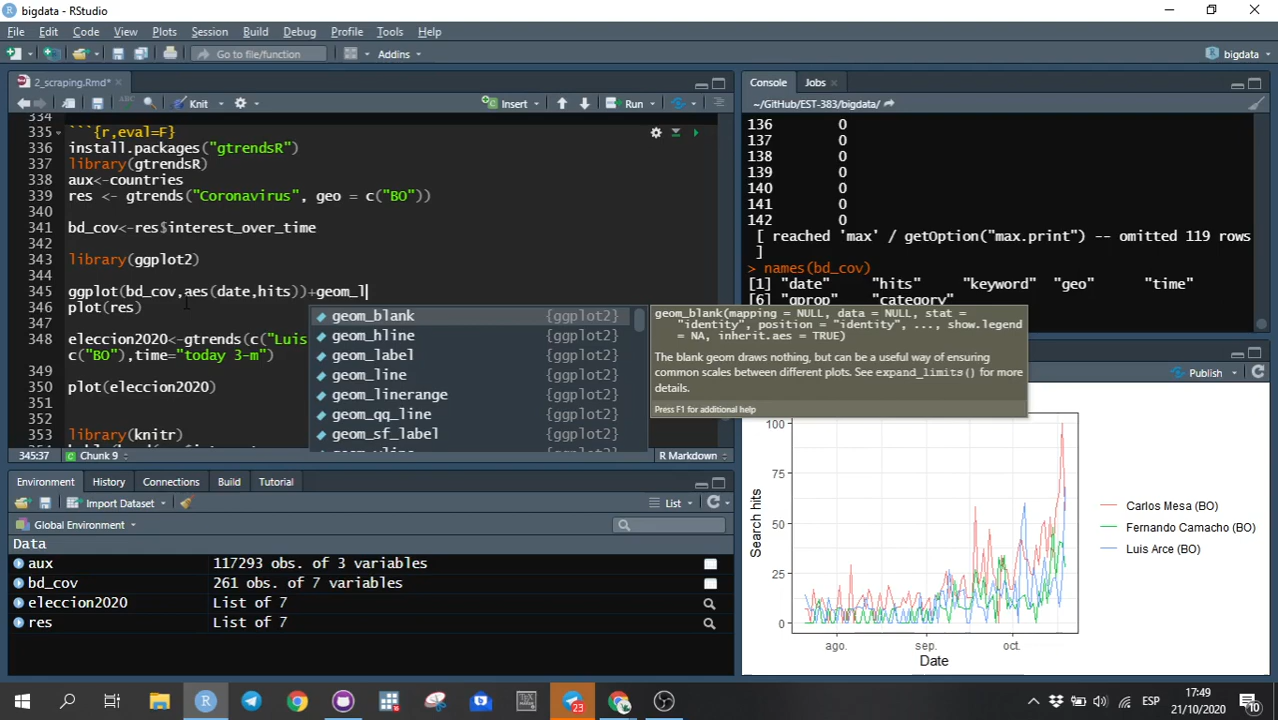 bigdata - RStudio
File Edit Code View Plots Session Build Debug Profile Tools Help
Go to file/function Addins bigdata
2_scraping.Rmd*
ABC Knit Insert Run
334
335 ```{r,eval=F}
336 install.packages("gtrendsR")
337 library(gtrendsR)
338 aux<-countries
339 res <- gtrends("Coronavirus", geo = c("BO"))
340
341 bd_cov<-res$interest_over_time
342
343 library(ggplot2)
344
345 ggplot(bd_cov,aes(date,hits))+geom_l
346 plot(res)
347
348 eleccion2020<-gtrends(c("Luis
c("BO"),time="today 3-m")
349
350 plot(eleccion2020)
351
352
353 library(knitr)
geom_blank {ggplot2}
geom_hline {ggplot2}
geom_label {ggplot2}
geom_line {ggplot2}
geom_linerange {ggplot2}
geom_qq_line {ggplot2}
geom_sf_label {ggplot2}
geom_blank(mapping = NULL, data = NULL, stat =
"identity", position = "identity", ..., show.legend
= NA, inherit.aes = TRUE)
The blank geom draws nothing, but can be a useful way of ensuring
common scales between different plots. See expand_limits() for more
details.
Press F1 for additional help
345:37 Chunk 9 R Markdown
Console Jobs
~/GitHub/EST-383/bigdata/
136 0
137 0
138 0
139 0
140 0
141 0
142 0
[ reached 'max' / getOption("max.print") -- omitted 119 rows
]
> names(bd_cov)
[1] "date" "hits" "keyword" "geo" "time"
[6] "gprop" "category"
Environment History Connections Build Tutorial
Import Dataset List
Global Environment
Data
aux 117293 obs. of 3 variables
bd_cov 261 obs. of 7 variables
eleccion2020 List of 7
res List of 7
Publish
100
75
50
25
0
Search hits
ago. sep. oct.
Date
Carlos Mesa (BO)
Fernando Camacho (BO)
Luis Arce (BO)
23
ESP
17:49
21/10/2020
10